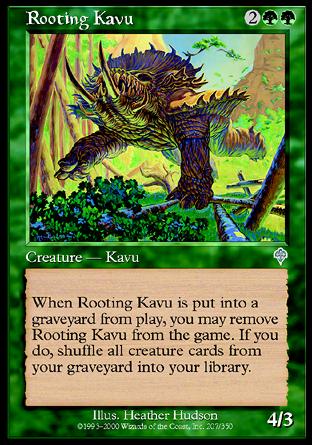 Rooting Kavu 2
Creature — Kavu
When Rooting Kavu is put into a
graveyard from play, you may remove
Rooting Kavu from the game. If you
do, shuffle all creature cards from
your graveyard into your library.
Illus. Heather Hudson
©1993-2000 Wizards of the Coast, Inc. 207/350
4/3